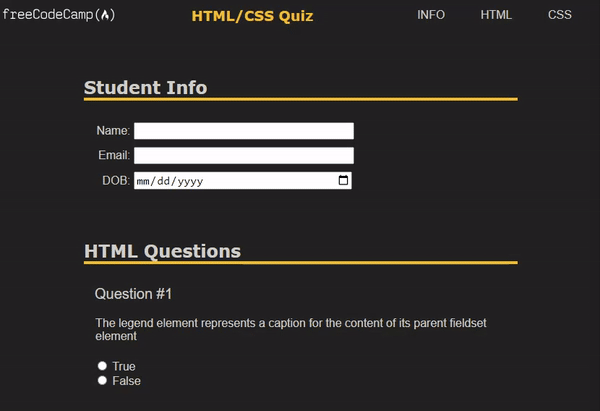 freeCodeCamp(🔥)
HTML/CSS Quiz
INFO
HTML
CSS
Student Info
Name:
Email:
DOB: mm/dd/yyyy
HTML Questions
Question #1
The legend element represents a caption for the content of its parent fieldset
element
True
False